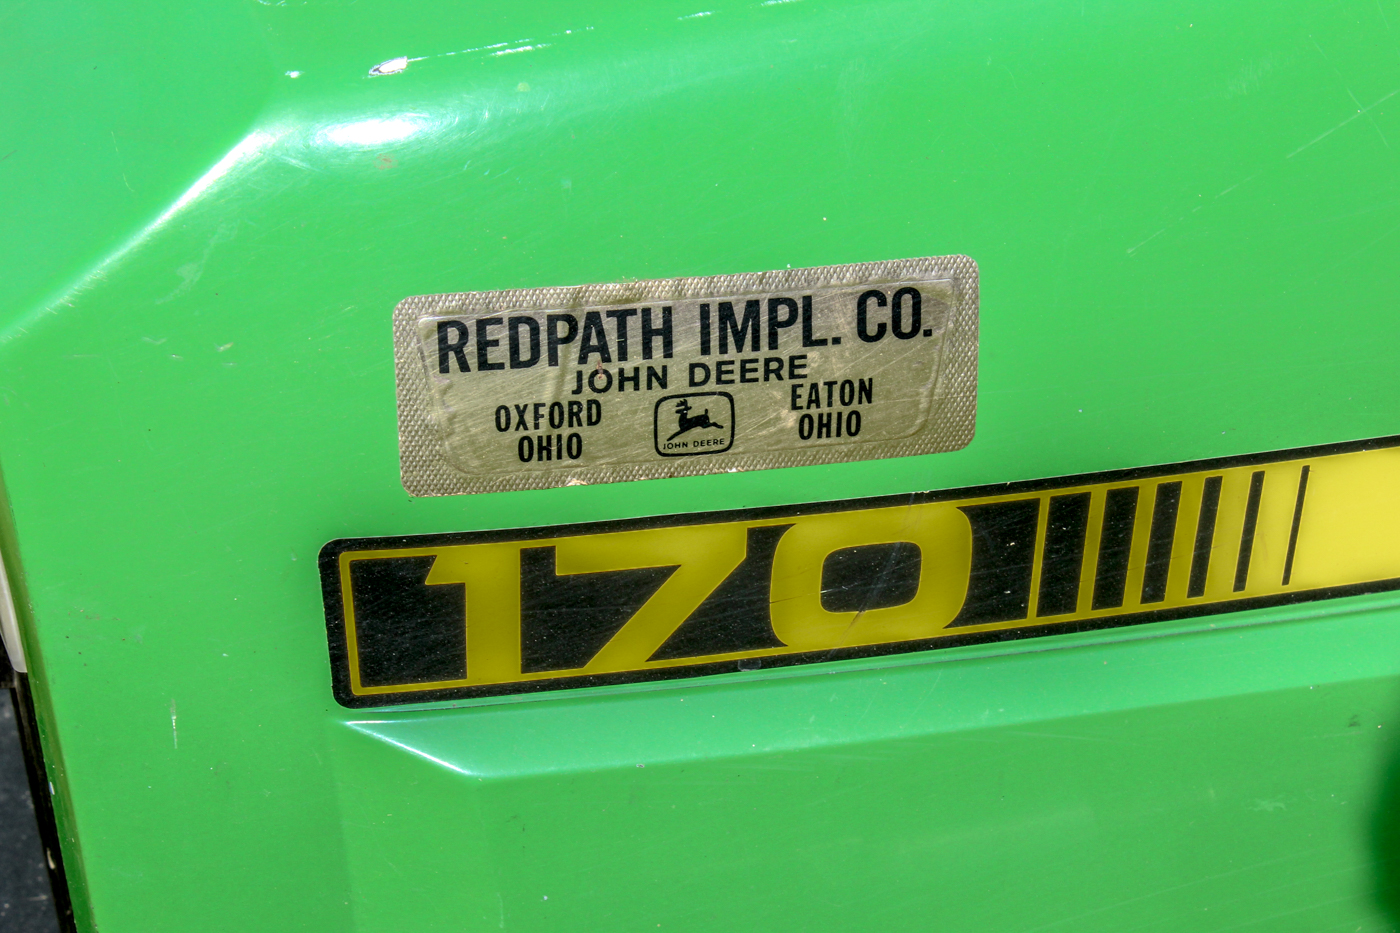 REDPATH IMPL. CO.
JOHN DEERE
OXFORD
OHIO
JOHN DEERE
EATON
OHIO
170